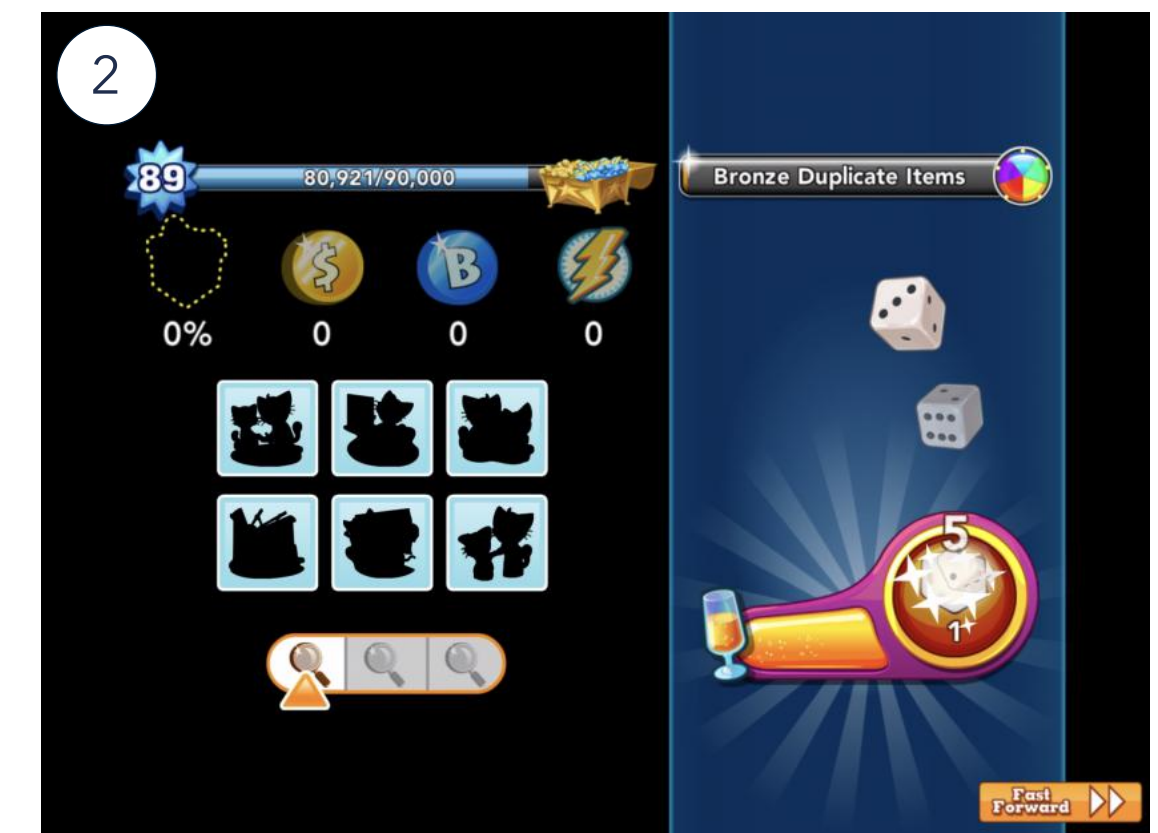 2
89
80,921/90,000
Bronze Duplicate Items
$
B
0%
0
0
0
5
1
Fast
Forward